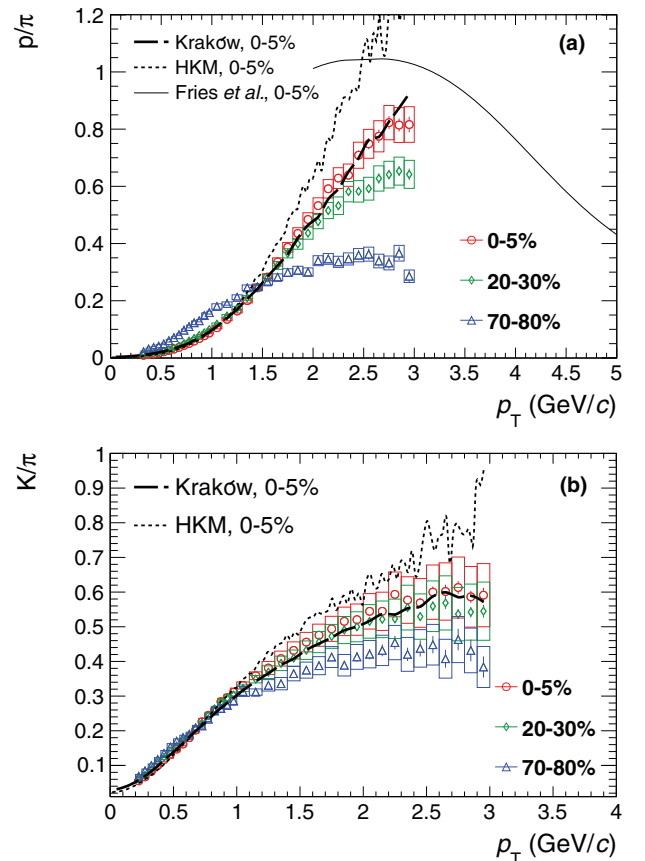 p/π
1.2
1
0.8
0.6
0.4
0.2
0
Kraków, 0-5%
HKM, 0-5%
Fries et al., 0-5%
(a)
0-5%
20-30%
70-80%
0 0.5 1 1.5 2 2.5 3 3.5 4 4.5 5
p_T (GeV/c)
K/π
1
0.9
0.8
0.7
0.6
0.5
0.4
0.3
0.2
0.1
Kraków, 0-5%
HKM, 0-5%
(b)
0-5%
20-30%
70-80%
0 0.5 1 1.5 2 2.5 3 3.5 4
p_T (GeV/c)